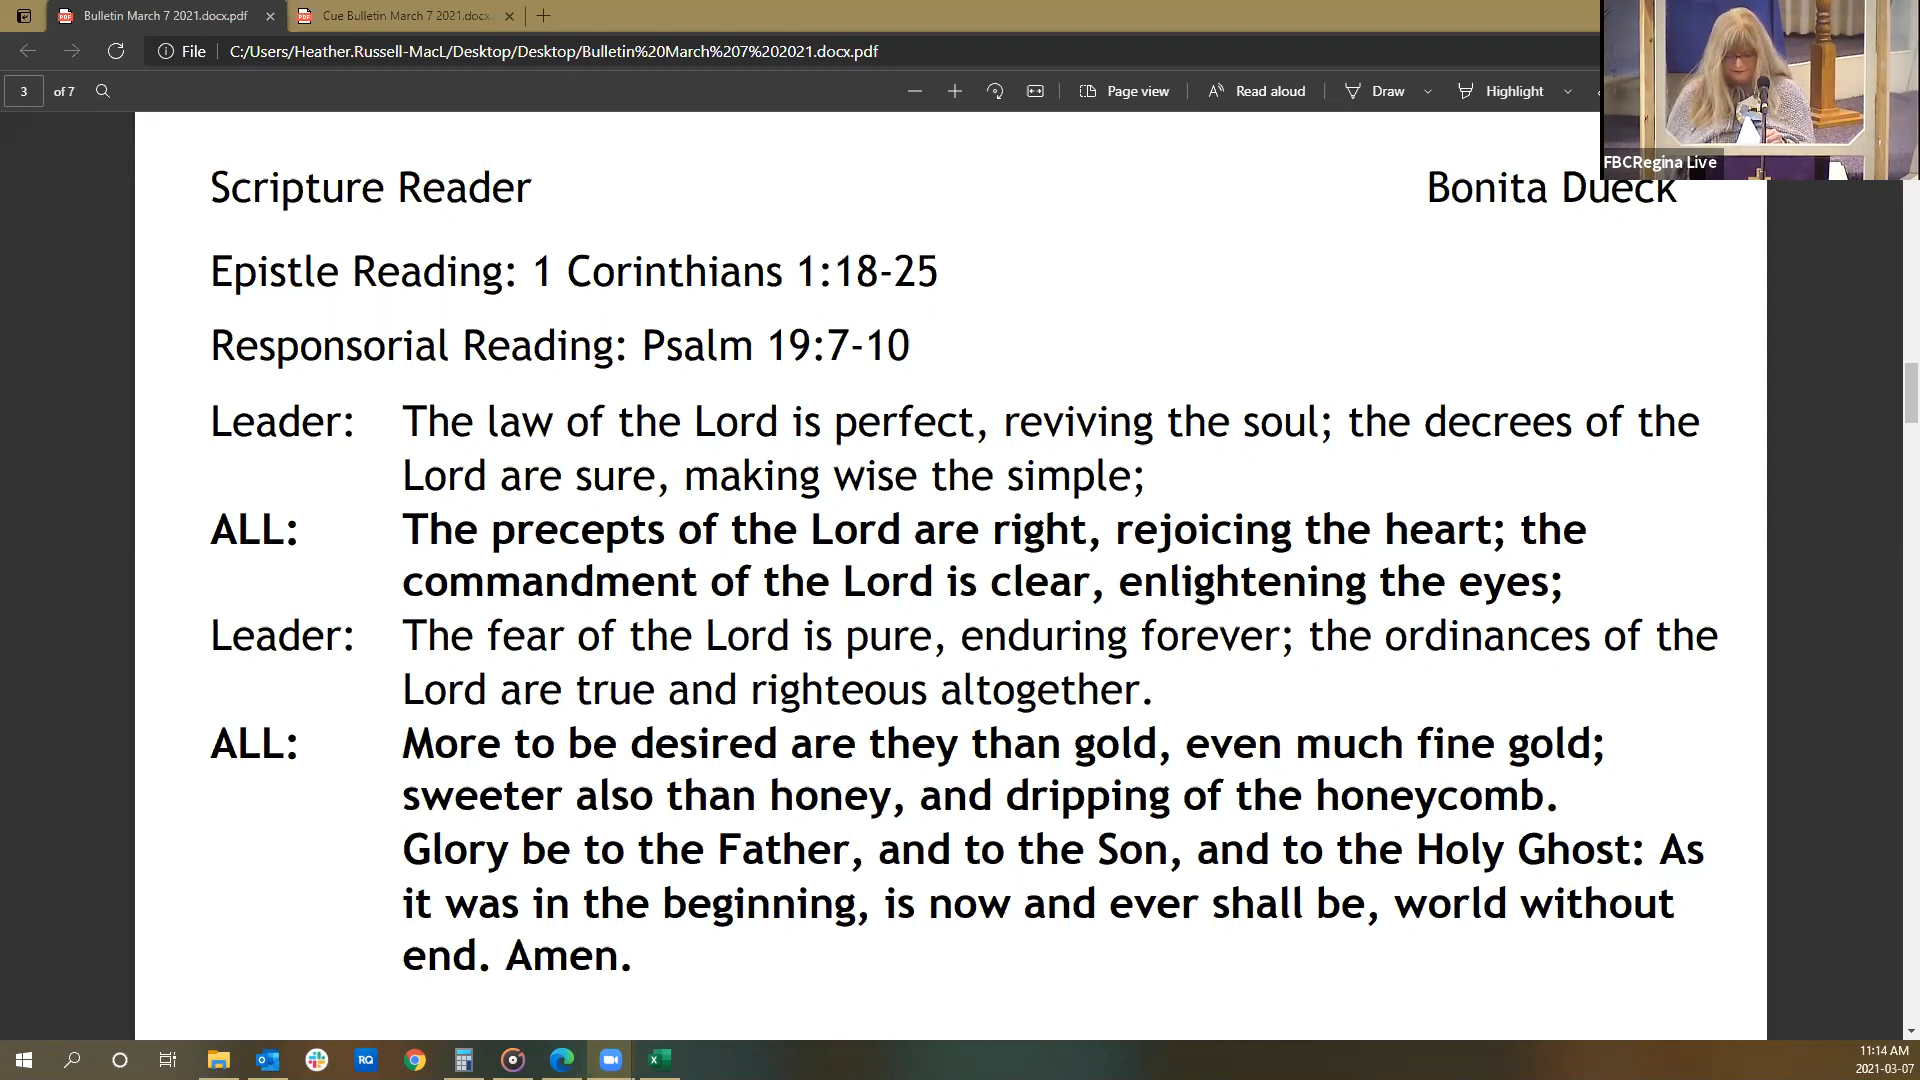 Bulletin March 7 2021.docx.pdf
Cue Bulletin March 7 2021.docx.
File
C:/Users/Heather.Russell-MacL/Desktop/Desktop/Bulletin%20March%207%202021.docx.pdf
3 of 7
Page view
Read aloud
Draw
Highlight
FBCRegina Live
Scripture Reader Bonita Dueck
Epistle Reading: 1 Corinthians 1:18-25
Responsorial Reading: Psalm 19:7-10
Leader: The law of the Lord is perfect, reviving the soul; the decrees of the
Lord are sure, making wise the simple;
ALL: The precepts of the Lord are right, rejoicing the heart; the
commandment of the Lord is clear, enlightening the eyes;
Leader: The fear of the Lord is pure, enduring forever; the ordinances of the
Lord are true and righteous altogether.
ALL: More to be desired are they than gold, even much fine gold;
sweeter also than honey, and dripping of the honeycomb.
Glory be to the Father, and to the Son, and to the Holy Ghost: As
it was in the beginning, is now and ever shall be, world without
end. Amen.
RQ
11:14 AM
2021-03-07